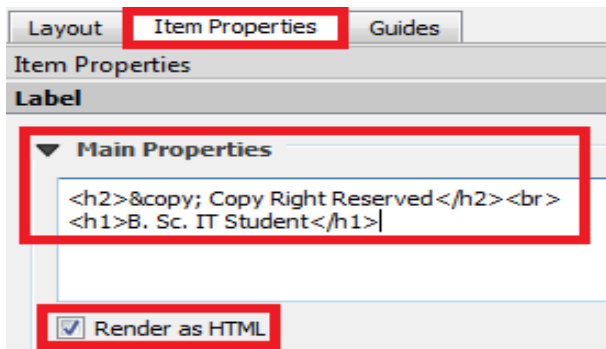 Layout Item Properties Guides
Item Properties
Label
Main Properties
<h2>&copy; Copy Right Reserved</h2><br>
<h1>B. Sc. IT Student</h1>
Render as HTML